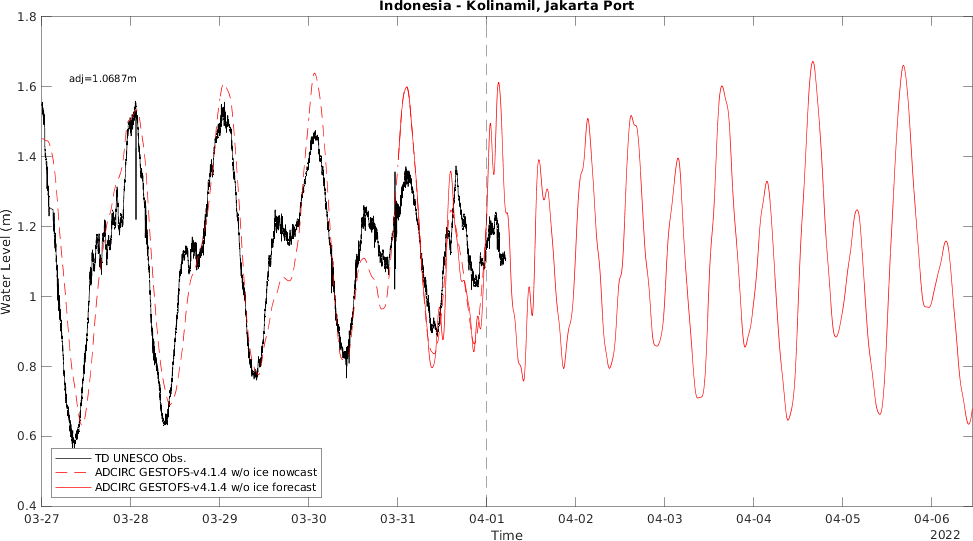 Indonesia - Kolinamil, Jakarta Port
1.8
1.6
1.4
1.2
1
0.8
0.6
0.4
Water Level (m)
adj=1.0687m
TD UNESCO Obs.
ADCIRC GESTOFS-v4.1.4 w/o ice nowcast
ADCIRC GESTOFS-v4.1.4 w/o ice forecast
03-27 03-28 03-29 03-30 03-31 04-01 04-02 04-03 04-04 04-05 04-06
Time
2022